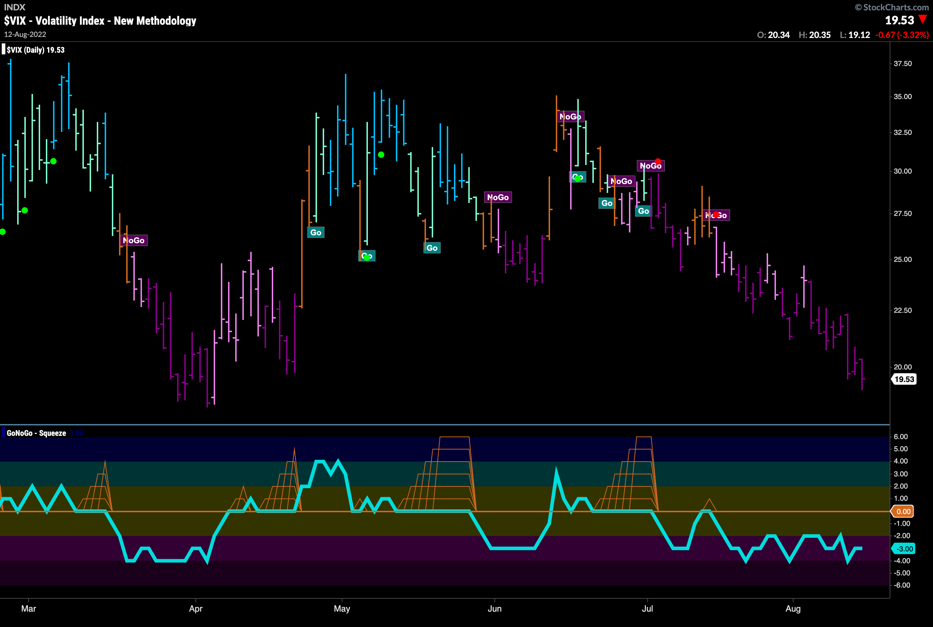 INDX
© StockCharts.com
$VIX - Volatility Index - New Methodology
19.53
12-Aug-2022
O: 20.34 H: 20.35 L: 19.12 -0.67 (-3.32%)
$VIX (Daily) 19.53
37.50
35.00
32.50
30.00
27.50
25.00
22.50
20.00
19.53
NoGo
Go
Go
Go
NoGo
NoGo
Go
Go
NoGo
Go
NoGo
NoGo
GoNoGo - Squeeze
6.00
5.00
4.00
3.00
2.00
1.00
0.00
-1.00
-2.00
-3.00
-4.00
-5.00
-6.00
Mar Apr May Jun Jul Aug